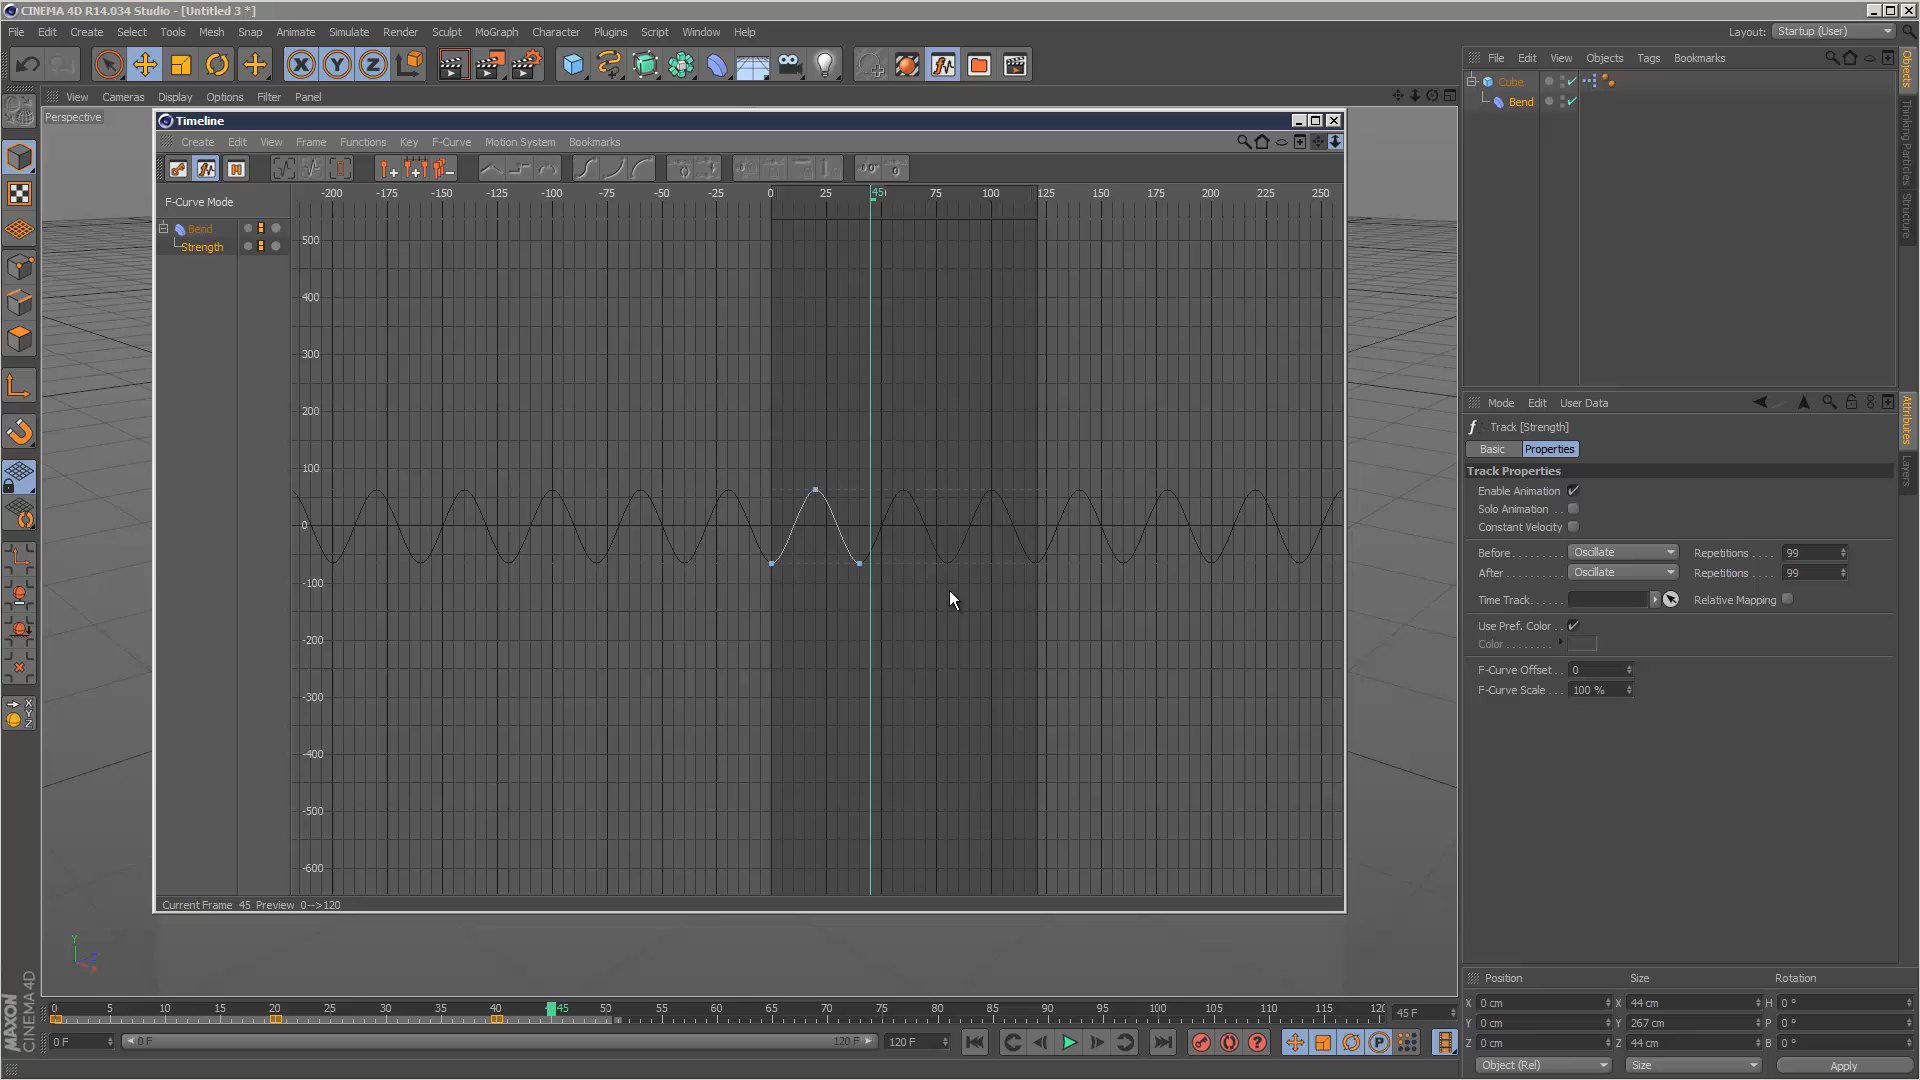 CINEMA 4D R14.034 Studio - [Untitled 3 *]
File Edit Create Select Tools Mesh Snap Animate Simulate Render Sculpt MoGraph Character Plugins Script Window Help
Layout: Startup (User)
View Cameras Display Options Filter Panel
Perspective
Timeline
Create Edit View Frame Functions Key F-Curve Motion System Bookmarks
F-Curve Mode
-200 -175 -150 -125 -100 -75 -50 -25 0 25 45 75 100 125 150 175 200 225 250
Bend
Strength
500
400
300
200
100
0
-100
-200
-300
-400
-500
-600
Current Frame 45 Preview 0-->120
File Edit View Objects Tags Bookmarks
Cube
Bend
Objects
Thinking Particles
Structure
Mode Edit User Data
Track [Strength]
Basic Properties
Track Properties
Enable Animation
Solo Animation . .
Constant Velocity
Before . . . . . . . . . Oscillate Repetitions . . . . 99
After . . . . . . . . . . Oscillate Repetitions . . . . 99
Time Track. . . . . . Relative Mapping
Use Pref. Color . .
Color . . . . . . . .
F-Curve Offset . . 0
F-Curve Scale . . . 100 %
Attributes
Layers
Position Size Rotation
X 0 cm X 44 cm H 0 °
Y 0 cm Y 267 cm P 0 °
Z 0 cm Z 44 cm B 0 °
Object (Rel) Size Apply
Y
0 5 10 15 20 25 30 35 40 45 50 55 60 65 70 75 80 85 90 95 100 105 110 115 120
45 F
0 F 0 F 120 F 120 F
MAXON
CINEMA 4D